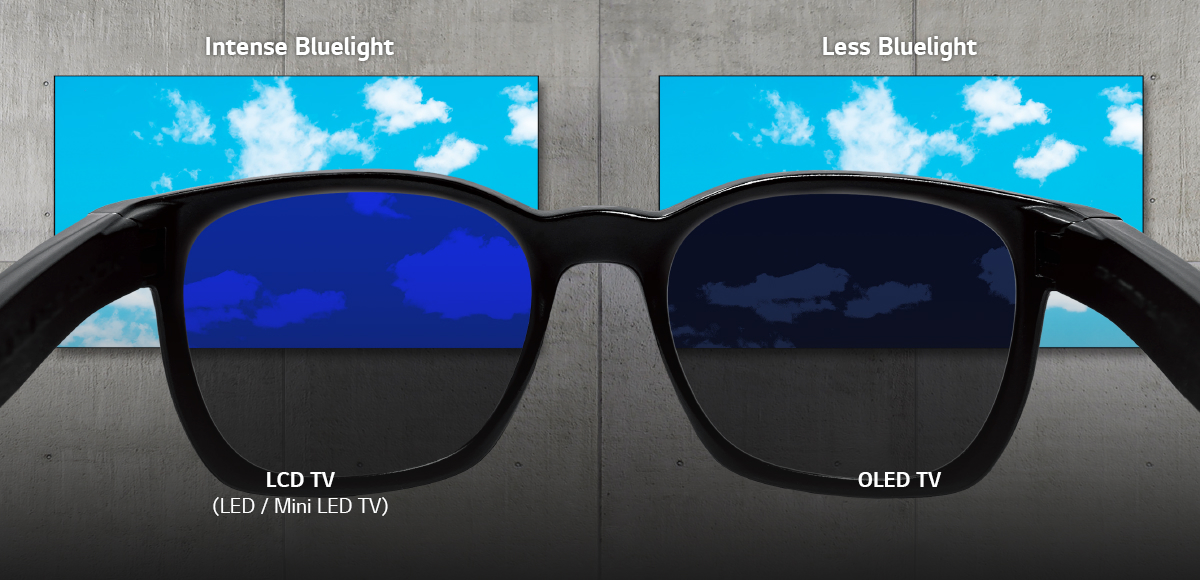 Intense Bluelight
Less Bluelight
LCD TV
(LED / Mini LED TV)
OLED TV